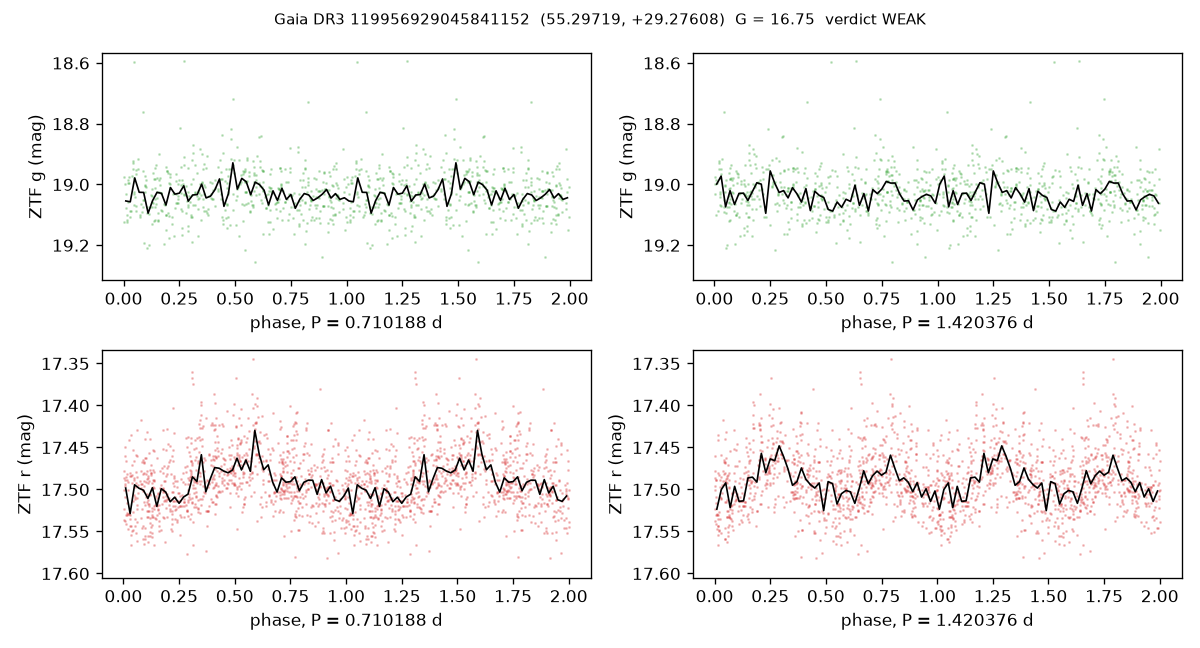 Gaia DR3 119956929045841152  (55.29719, +29.27608)  G = 16.75  verdict WEAK
ZTF g (mag)
18.6
18.8
19.0
19.2
0.00 0.25 0.50 0.75 1.00 1.25 1.50 1.75 2.00
phase, P = 0.710188 d
ZTF g (mag)
18.6
18.8
19.0
19.2
0.00 0.25 0.50 0.75 1.00 1.25 1.50 1.75 2.00
phase, P = 1.420376 d
ZTF r (mag)
17.35
17.40
17.45
17.50
17.55
17.60
0.00 0.25 0.50 0.75 1.00 1.25 1.50 1.75 2.00
phase, P = 0.710188 d
ZTF r (mag)
17.35
17.40
17.45
17.50
17.55
17.60
0.00 0.25 0.50 0.75 1.00 1.25 1.50 1.75 2.00
phase, P = 1.420376 d